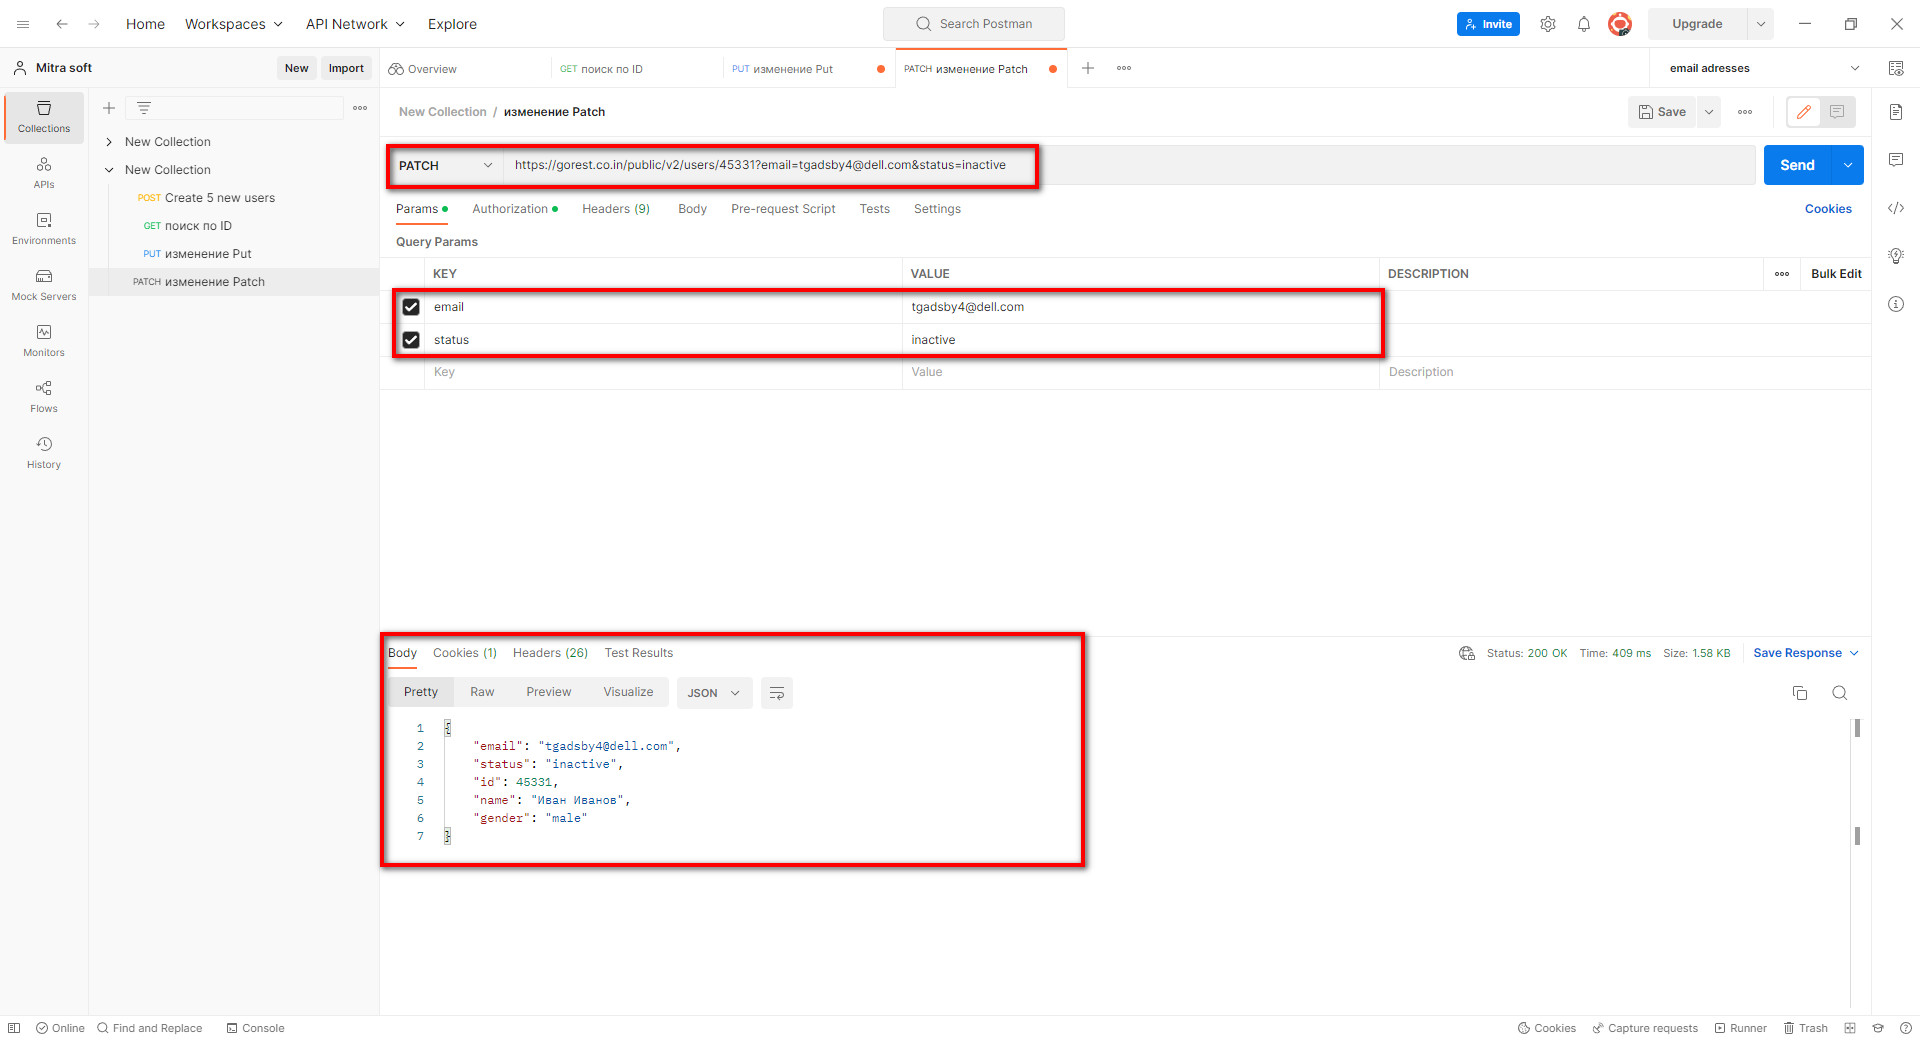 Home Workspaces API Network Explore Search Postman Invite Upgrade
Mitra soft New Import Overview GET поиск по ID PUT изменение Put PATCH изменение Patch email adresses
New Collection / изменение Patch Save
Collections
APIs
Environments
Mock Servers
Monitors
Flows
History
New Collection
New Collection
POST Create 5 new users
GET поиск по ID
PUT изменение Put
PATCH изменение Patch
PATCH https://gorest.co.in/public/v2/users/45331?email=tgadsby4@dell.com&status=inactive Send
Params Authorization Headers (9) Body Pre-request Script Tests Settings Cookies
Query Params
KEY VALUE DESCRIPTION Bulk Edit
email tgadsby4@dell.com
status inactive
Key Value Description
Body Cookies (1) Headers (26) Test Results Status: 200 OK Time: 409 ms Size: 1.58 KB Save Response
Pretty Raw Preview Visualize JSON
1 {
2 "email": "tgadsby4@dell.com",
3 "status": "inactive",
4 "id": 45331,
5 "name": "Иван Иванов",
6 "gender": "male"
7 }
Online Find and Replace Console Cookies Capture requests Runner Trash